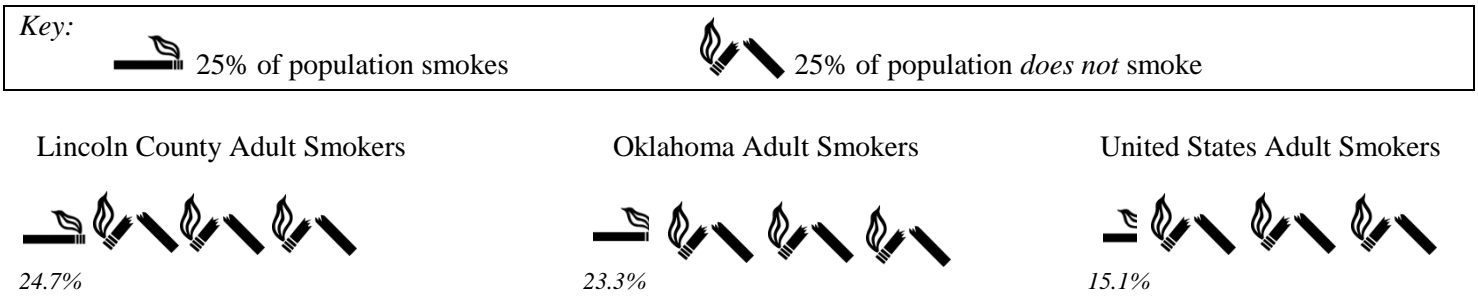 Key:
25% of population smokes
25% of population does not smoke
Lincoln County Adult Smokers
Oklahoma Adult Smokers
United States Adult Smokers
24.7%
23.3%
15.1%